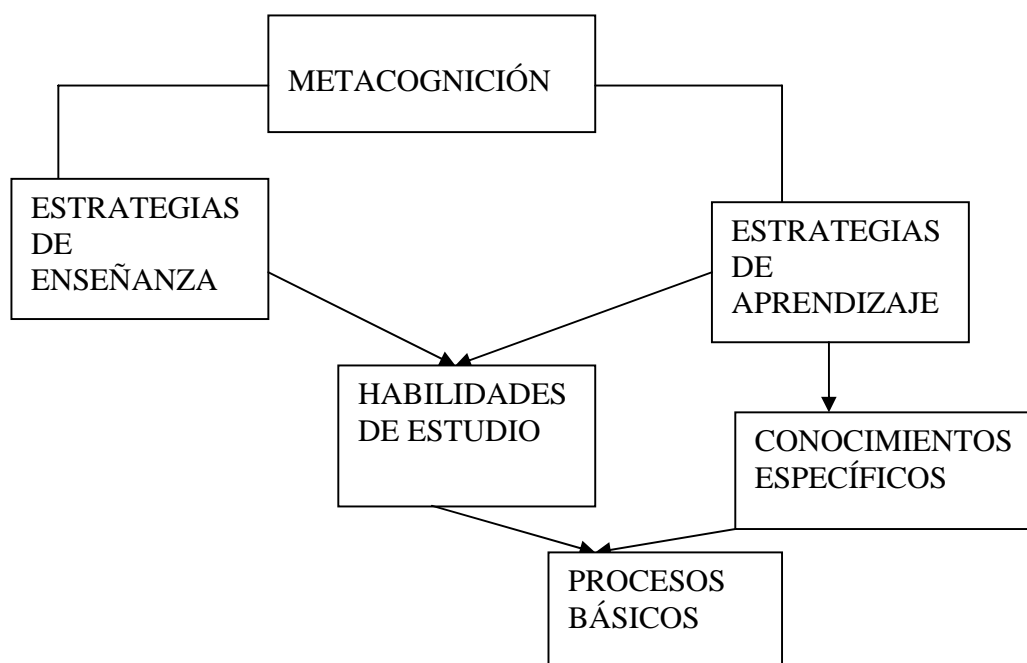 METACOGNICIÓN
ESTRATEGIAS
DE
ENSEÑANZA
ESTRATEGIAS
DE
APRENDIZAJE
HABILIDADES
DE ESTUDIO
CONOCIMIENTOS
ESPECÍFICOS
PROCESOS
BÁSICOS